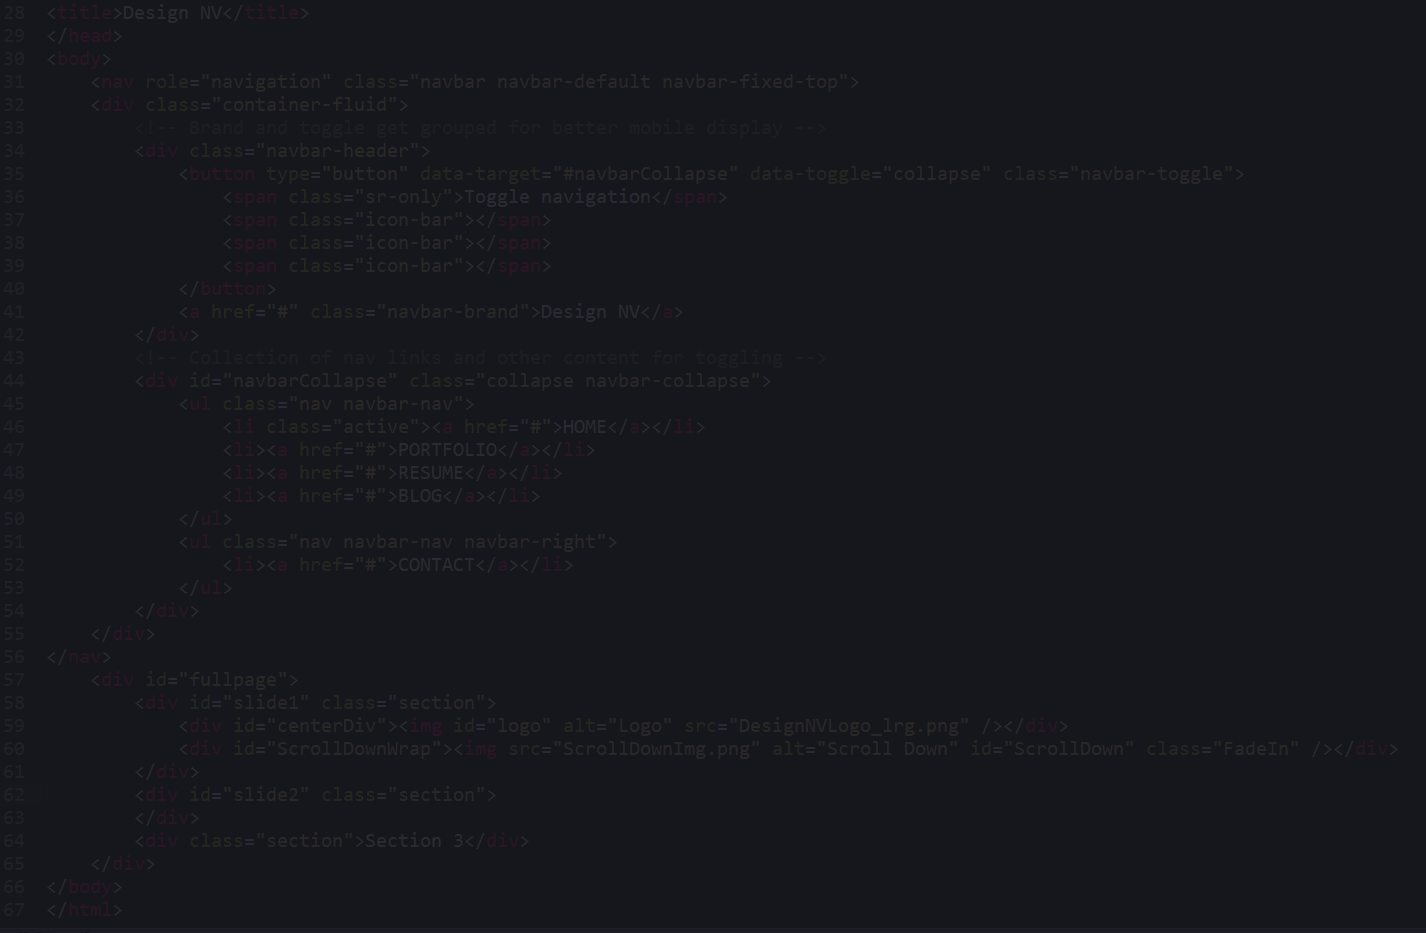 28 <title>Design NV</title>
29 </head>
30 <body>
31 <nav role="navigation" class="navbar navbar-default navbar-fixed-top">
32 <div class="container-fluid">
33 <!-- Brand and toggle get grouped for better mobile display -->
34 <div class="navbar-header">
35 <button type="button" data-target="#navbarCollapse" data-toggle="collapse" class="navbar-toggle">
36 <span class="sr-only">Toggle navigation</span>
37 <span class="icon-bar"></span>
38 <span class="icon-bar"></span>
39 <span class="icon-bar"></span>
40 </button>
41 <a href="#" class="navbar-brand">Design NV</a>
42 </div>
43 <!-- Collection of nav links and other content for toggling -->
44 <div id="navbarCollapse" class="collapse navbar-collapse">
45 <ul class="nav navbar-nav">
46 <li class="active"><a href="#">HOME</a></li>
47 <li><a href="#">PORTFOLIO</a></li>
48 <li><a href="#">RESUME</a></li>
49 <li><a href="#">BLOG</a></li>
50 </ul>
51 <ul class="nav navbar-nav navbar-right">
52 <li><a href="#">CONTACT</a></li>
53 </ul>
54 </div>
55 </div>
56 </nav>
57 <div id="fullpage">
58 <div id="slide1" class="section">
59 <div id="centerDiv"><img id="logo" alt="Logo" src="DesignNVLogo_lrg.png" /></div>
60 <div id="ScrollDownWrap"><img src="ScrollDownImg.png" alt="Scroll Down" id="ScrollDown" class="FadeIn" /></div>
61 </div>
62 <div id="slide2" class="section">
63 </div>
64 <div class="section">Section 3</div>
65 </div>
66 </body>
67 </html>